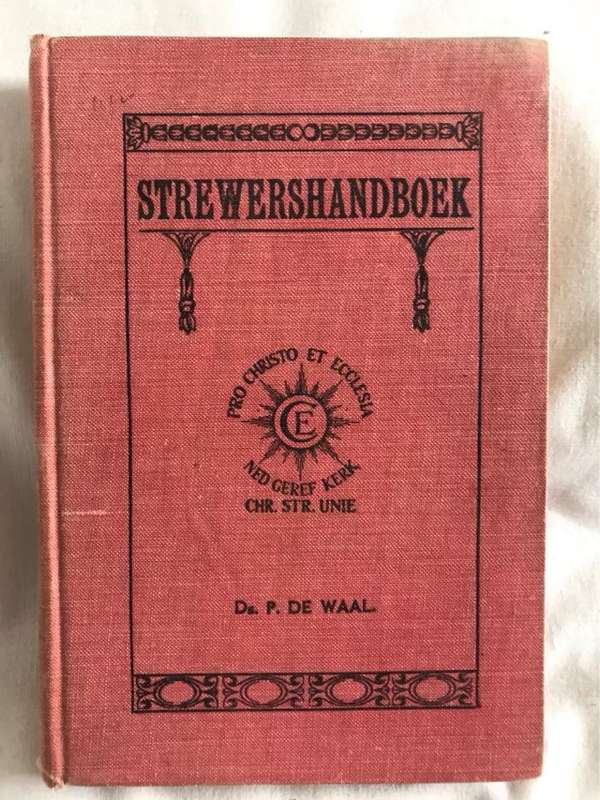 STREWERSHANDBOEK
PRO CHRISTO ET ECCLESIA
CE
NED GEREF KERK
CHR. STR. UNIE
Ds. P. DE WAAL.